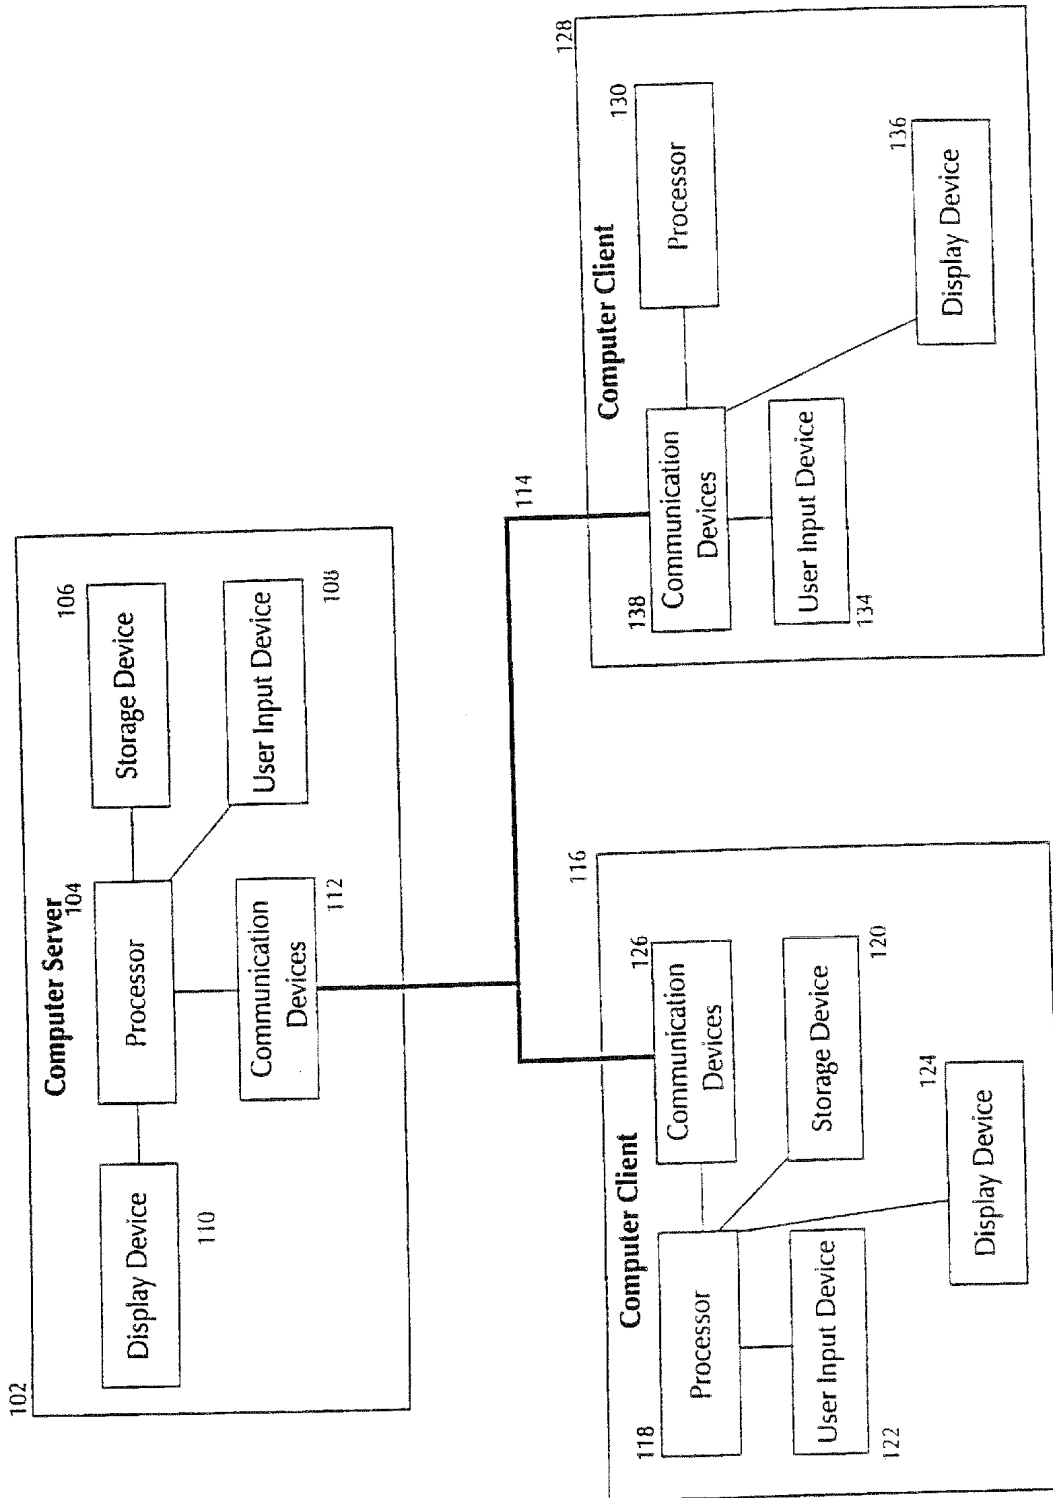 102
Computer Server
104
106
Display Device
Processor
Storage Device
110
Communication
Devices
112
User Input Device
108
114
116
Computer Client
118
Processor
Communication
Devices
126
User Input Device
122
Storage Device
120
Display Device
124
128
Computer Client
138
Communication
Devices
Processor
130
User Input Device
134
Display Device
136